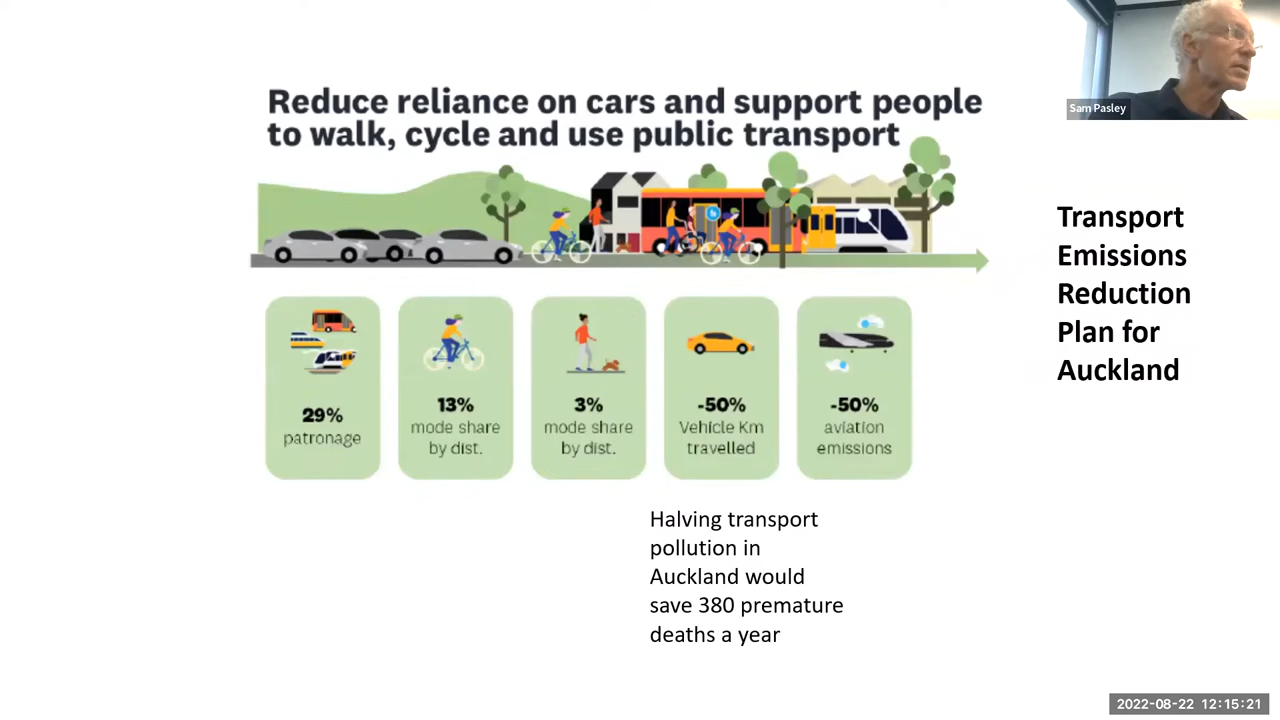 Reduce reliance on cars and support people
to walk, cycle and use public transport
Sam Pasley
Transport
Emissions
Reduction
Plan for
Auckland
29%
patronage
13%
mode share
by dist.
3%
mode share
by dist.
-50%
Vehicle Km
travelled
-50%
aviation
emissions
Halving transport
pollution in
Auckland would
save 380 premature
deaths a year
2022-08-22 12:15:21